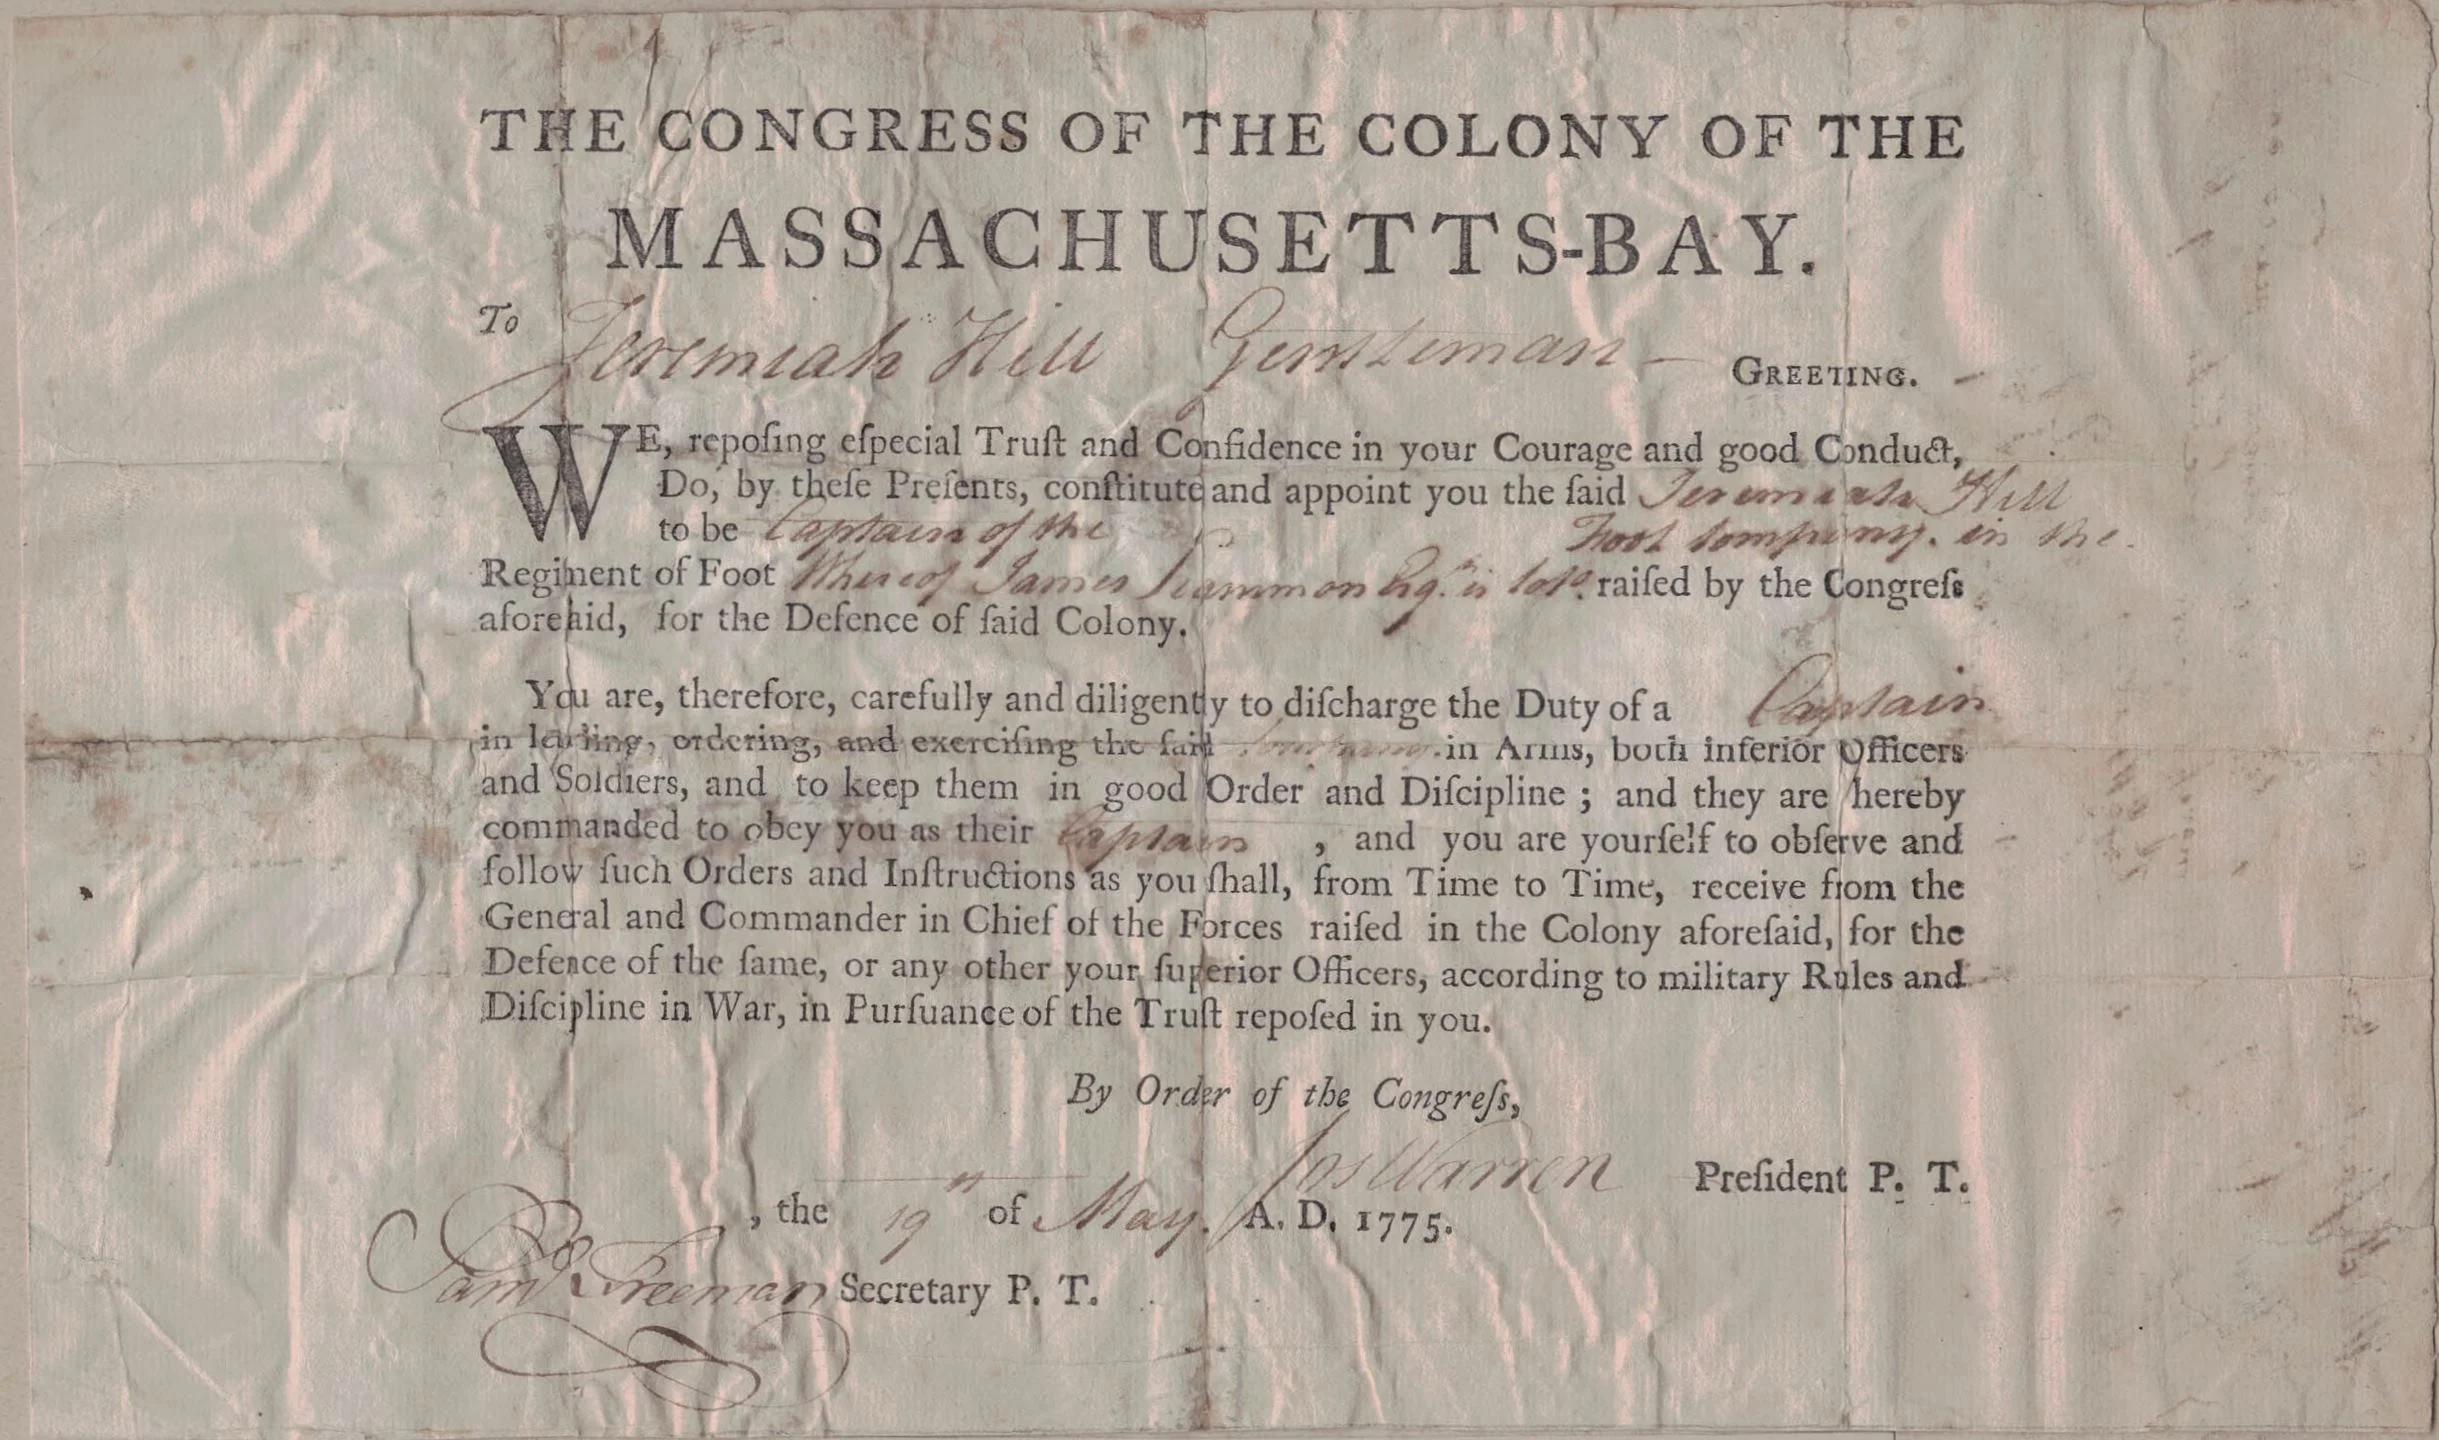 THE CONGRESS OF THE COLONY OF THE
MASSACHUSETTS-BAY.
To Jeremiah Hill Gentleman — GREETING.
WE, repoſing eſpecial Truſt and Confidence in your Courage and good Conduct,
Do, by theſe Preſents, conſtitute and appoint you the ſaid Jeremiah Hill
to be Captain of the Foot Company. in the
Regiment of Foot Whereof James Scammon Esqr. is Colo. raiſed by the Congreſs
aforeſaid, for the Defence of ſaid Colony.
You are, therefore, carefully and diligently to diſcharge the Duty of a Captain
in leading, ordering, and exerciſing the ſaid Company in Arms, both inferior Officers
and Soldiers, and to keep them in good Order and Diſcipline ; and they are hereby
commanded to obey you as their Captain , and you are yourſelf to obſerve and
follow ſuch Orders and Inſtructions as you ſhall, from Time to Time, receive from the
General and Commander in Chief of the Forces raiſed in the Colony aforeſaid, for the
Defence of the ſame, or any other your ſuperior Officers, according to military Rules and
Diſcipline in War, in Purſuance of the Truſt repoſed in you.
By Order of the Congreſs,
Jos Warren Preſident P. T.
, the 19th of May. A. D. 1775.
Saml Freeman Secretary P. T.